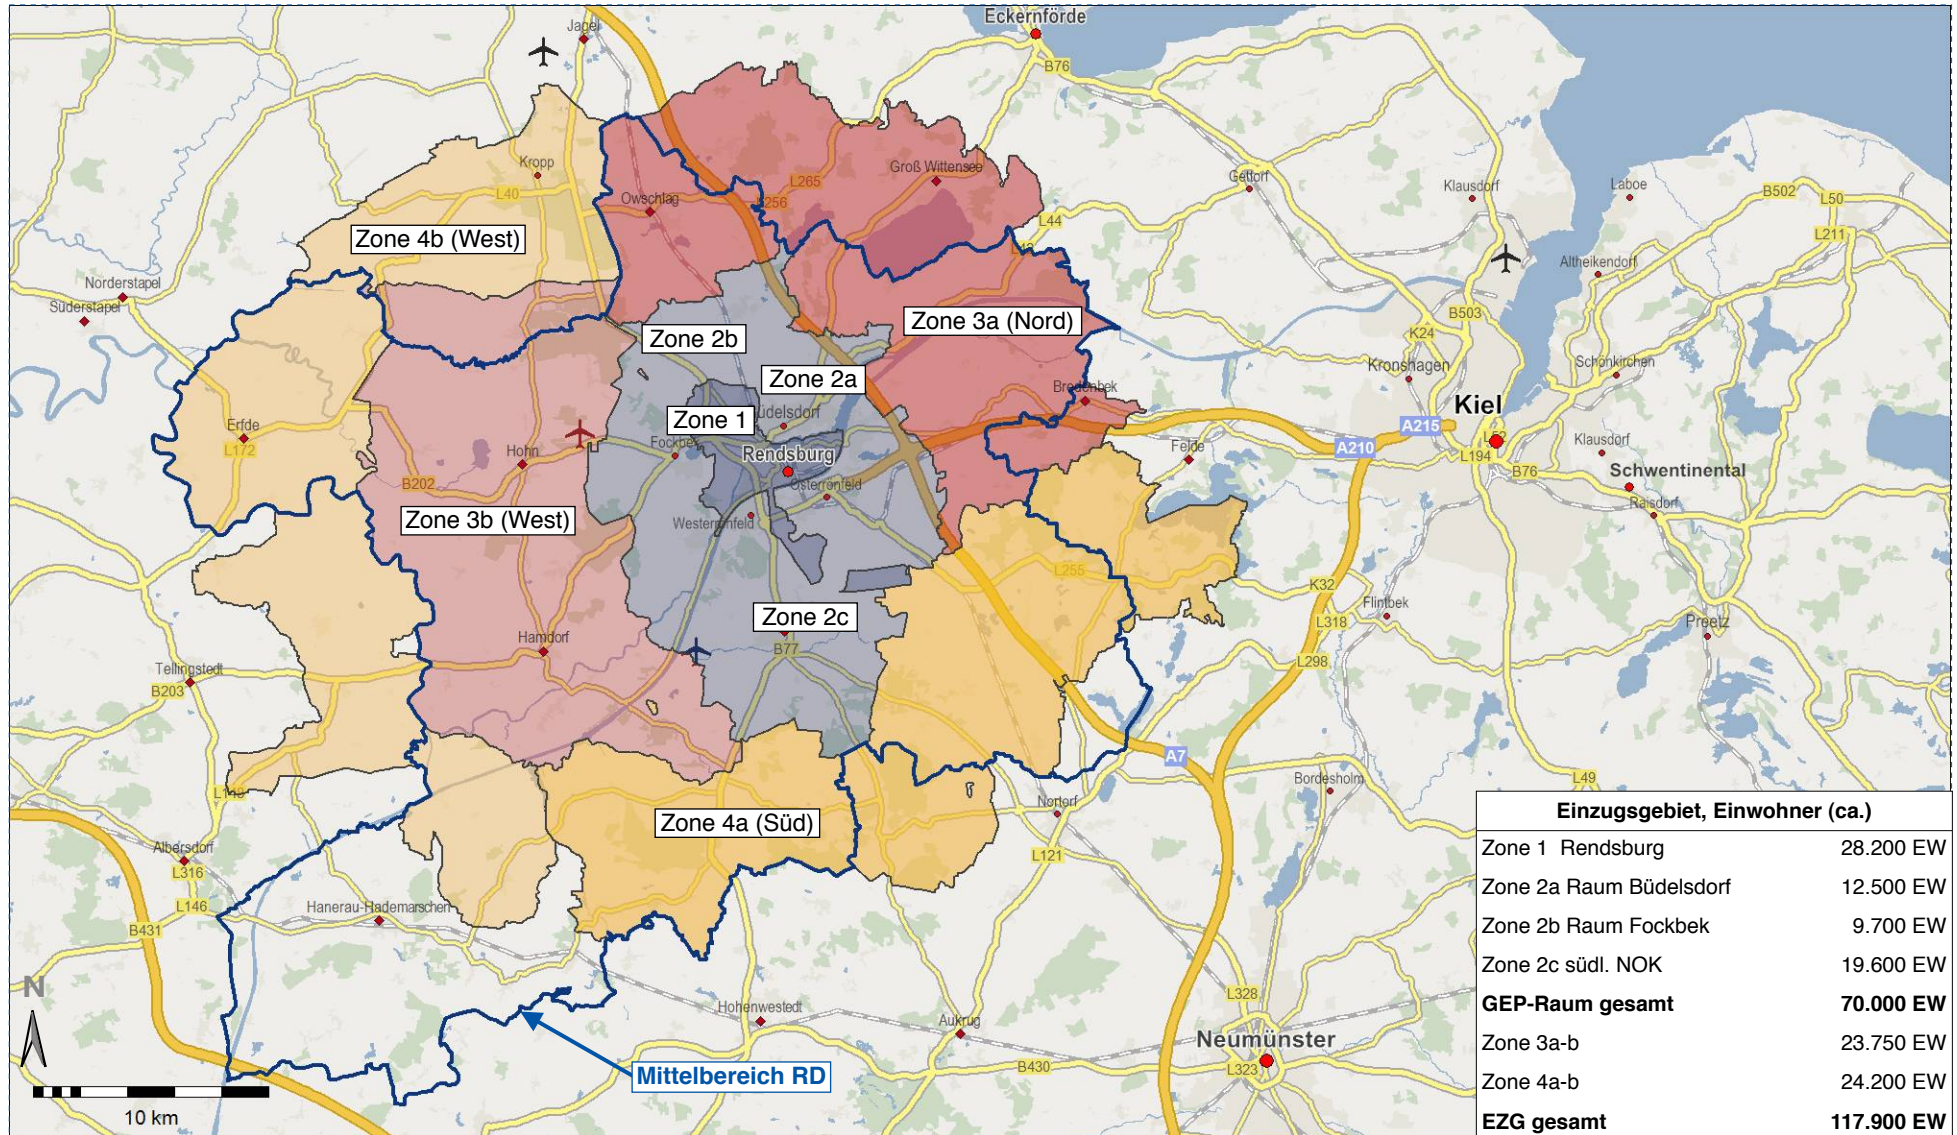 Eckernförde
Jagel
B76
Kropp
L40
Owschlag
L265
L256
Groß Wittensee
L44
Gettorf
Klausdorf
Laboe
B502
L50
L211
Zone 4b (West)
Norderstapel
Süderstapel
Altheikendorf
B503
K24
Kronshagen
Schönkirchen
Zone 3a (Nord)
Zone 2b
Zone 2a
Zone 1
Büdelsdorf
Fockbek
Rendsburg
Osterrönfeld
Westerrönfeld
Bredenbek
Felde
A210
A215
Kiel
L52
L194
B76
Klausdorf
Schwentinental
Raisdorf
Erfde
L172
Hohn
B202
Zone 3b (West)
L255
K32
Flintbek
L318
L298
Preetz
Zone 2c
B77
Hamdorf
Tellingstedt
B203
A7
Bordesholm
L49
Nortorf
L121
Zone 4a (Süd)
L148
Albersdorf
L316
L146
B431
Hanerau-Hademarschen
Hohenwestedt
Aukrug
B430
L328
Neumünster
L323
Mittelbereich RD
N
10 km
Einzugsgebiet, Einwohner (ca.)
Zone 1 Rendsburg 28.200 EW
Zone 2a Raum Büdelsdorf 12.500 EW
Zone 2b Raum Fockbek 9.700 EW
Zone 2c südl. NOK 19.600 EW
GEP-Raum gesamt 70.000 EW
Zone 3a-b 23.750 EW
Zone 4a-b 24.200 EW
EZG gesamt 117.900 EW